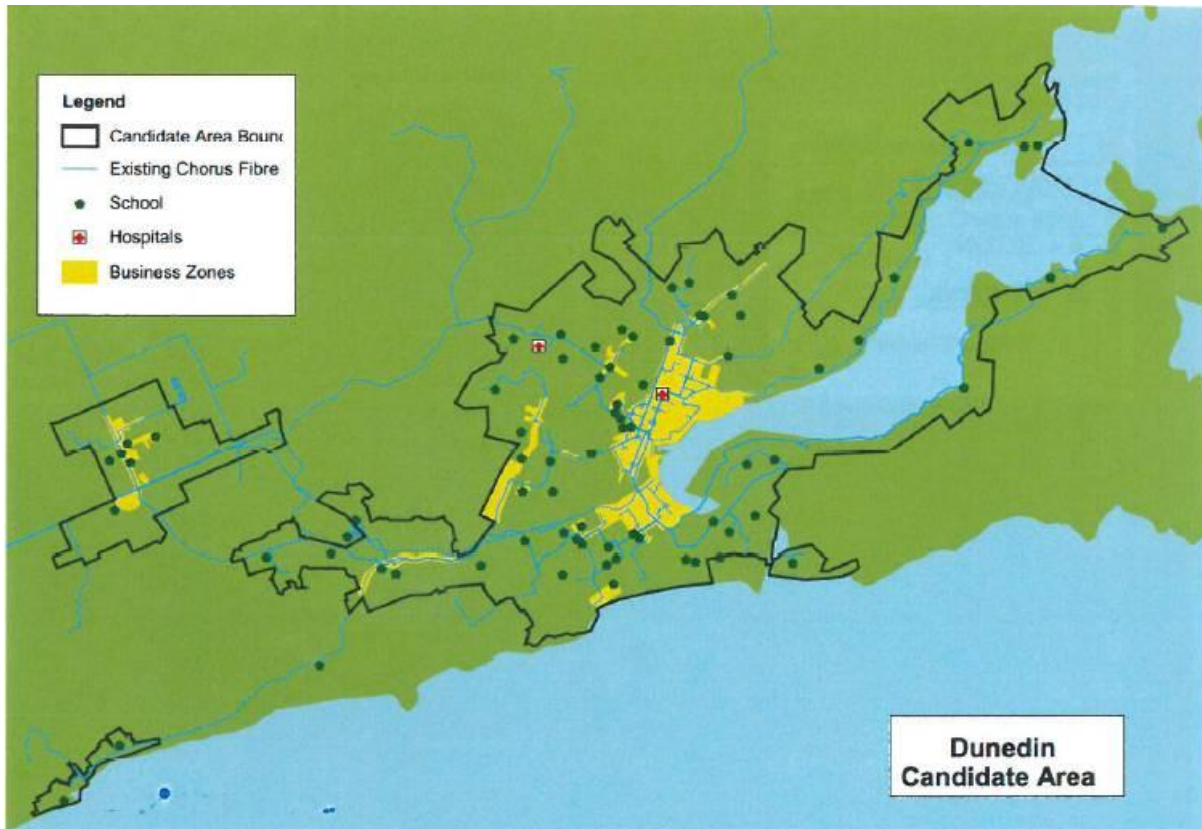 Legend
Candidate Area Bound
Existing Chorus Fibre
School
Hospitals
Business Zones
Dunedin
Candidate Area